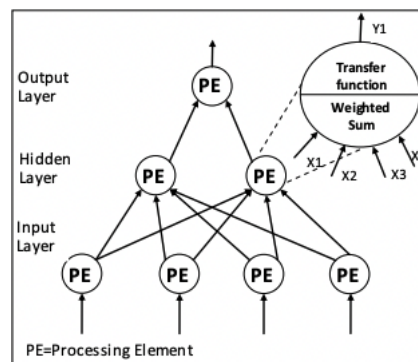 Y1
Transfer
function
Weighted
Sum
X1
X2
X3
X
Output
Layer
PE
Hidden
Layer
PE
PE
Input
Layer
PE
PE
PE
PE
PE=Processing Element